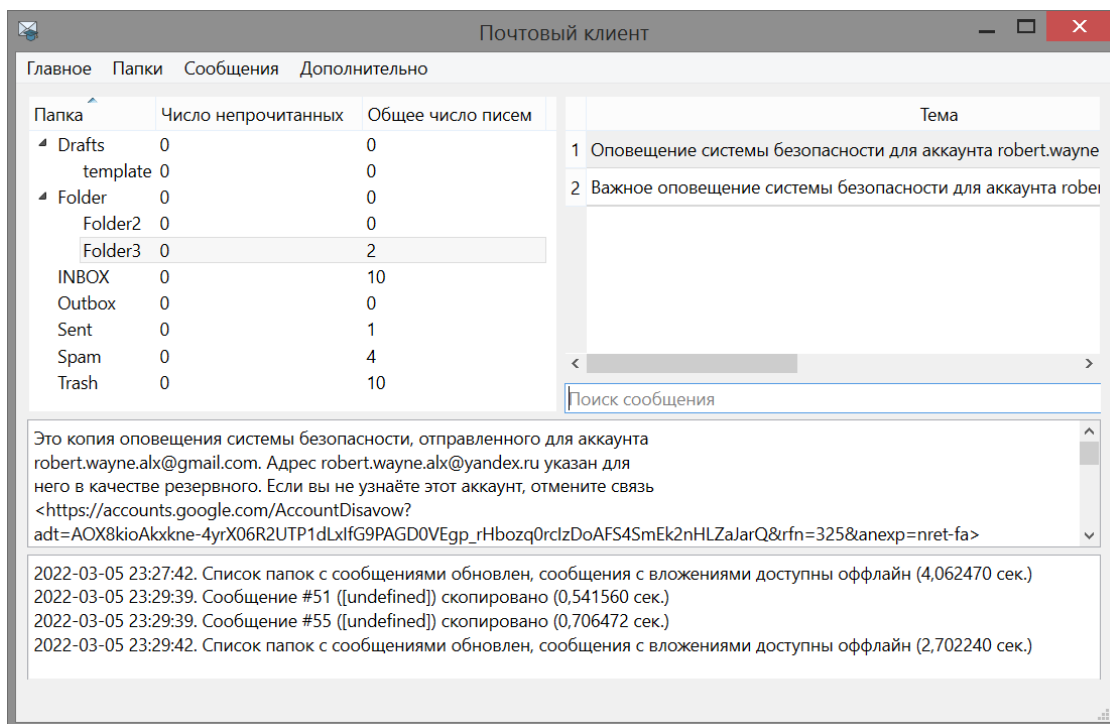 Почтовый клиент
Главное Папки Сообщения Дополнительно
Папка Число непрочитанных Общее число писем
Drafts 0 0
template 0 0
Folder 0 0
Folder2 0 0
Folder3 0 2
INBOX 0 10
Outbox 0 0
Sent 0 1
Spam 0 4
Trash 0 10
Тема
1 Оповещение системы безопасности для аккаунта robert.wayne
2 Важное оповещение системы безопасности для аккаунта rober
Поиск сообщения
Это копия оповещения системы безопасности, отправленного для аккаунта
robert.wayne.alx@gmail.com. Адрес robert.wayne.alx@yandex.ru указан для
него в качестве резервного. Если вы не узнаёте этот аккаунт, отмените связь
<https://accounts.google.com/AccountDisavow?
adt=AOX8kioAkxkne-4yrX06R2UTP1dLxIfG9PAGD0VEgp_rHbozq0rcIzDoAFS4SmEk2nHLZaJarQ&rfn=325&anexp=nret-fa>
2022-03-05 23:27:42. Список папок с сообщениями обновлен, сообщения с вложениями доступны оффлайн (4,062470 сек.)
2022-03-05 23:29:39. Сообщение #51 ([undefined]) скопировано (0,541560 сек.)
2022-03-05 23:29:39. Сообщение #55 ([undefined]) скопировано (0,706472 сек.)
2022-03-05 23:29:42. Список папок с сообщениями обновлен, сообщения с вложениями доступны оффлайн (2,702240 сек.)